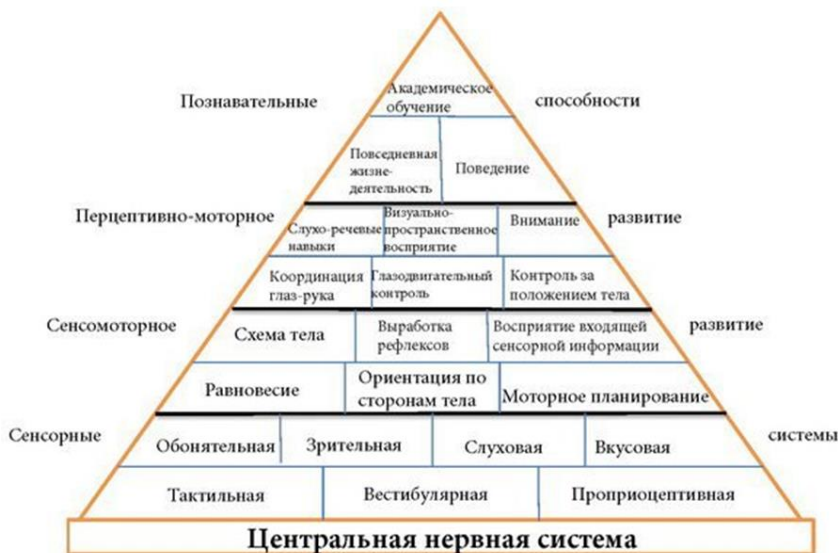 Академическое
обучение
Познавательные
способности
Повседневная
жизне-
деятельность
Поведение
Перцептивно-моторное
развитие
Слухо-речевые
навыки
Визуально-
пространственное
восприятие
Внимание
Координация
глаз-рука
Глазодвигательный
контроль
Контроль за
положением тела
Сенсомоторное
развитие
Схема тела
Выработка
рефлексов
Восприятие входящей
сенсорной информации
Равновесие
Ориентация по
сторонам тела
Моторное планирование
Сенсорные
системы
Обонятельная
Зрительная
Слуховая
Вкусовая
Тактильная
Вестибулярная
Проприоцептивная
Центральная нервная система